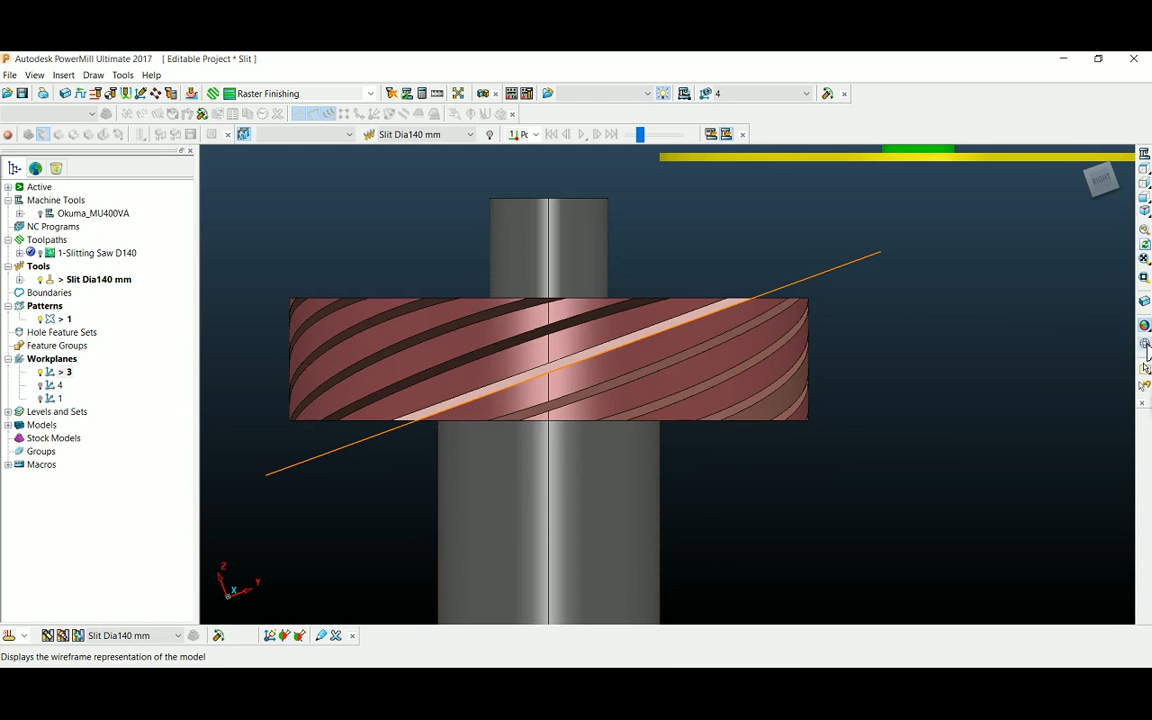 Autodesk PowerMill Ultimate 2017 [ Editable Project * Slit ]
File View Insert Draw Tools Help
Raster Finishing
4
Slit Dia140 mm
Active
Machine Tools
Okuma_MU400VA
NC Programs
Toolpaths
1-Slitting Saw D140
Tools
> Slit Dia140 mm
Boundaries
Patterns
> 1
Hole Feature Sets
Feature Groups
Workplanes
> 3
4
1
Levels and Sets
Models
Stock Models
Groups
Macros
RIGHT
Z
Y
X
Slit Dia140 mm
Displays the wireframe representation of the model